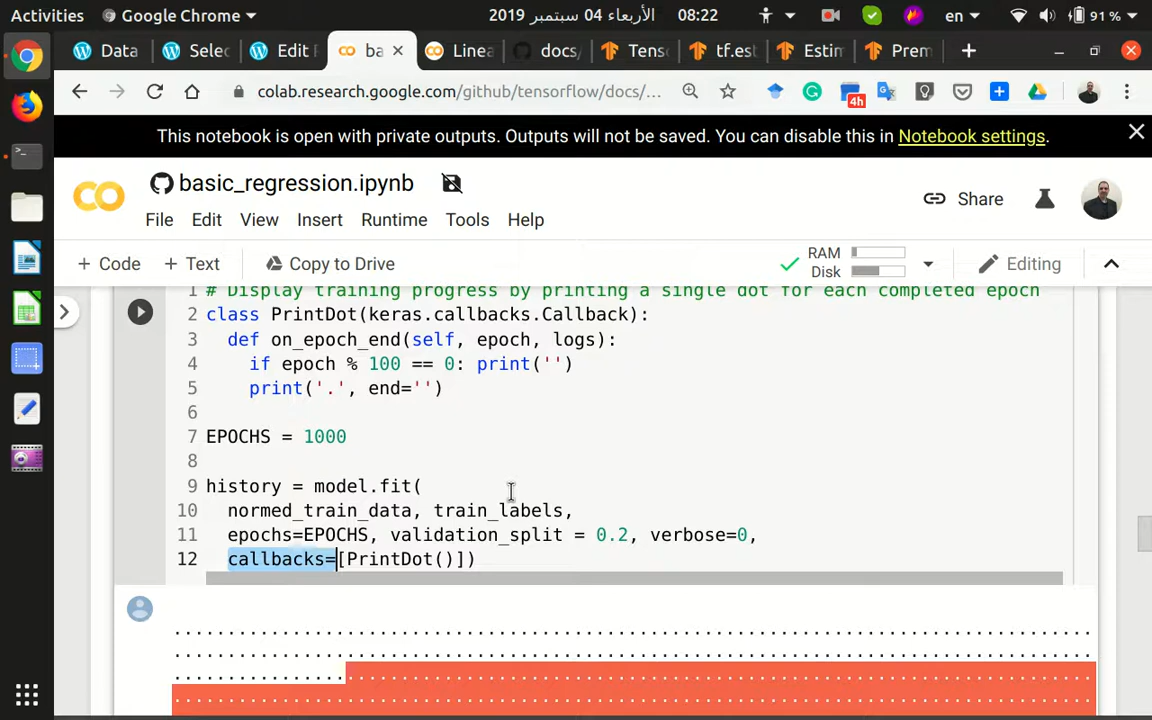 Activities Google Chrome الأربعاء 04 سبتمبر 2019 08:22 en 91 %
Data Selec Edit ba × Linea docs/ Tenso tf.est Estim Prem
colab.research.google.com/github/tensorflow/docs/... 4h
This notebook is open with private outputs. Outputs will not be saved. You can disable this in Notebook settings.
basic_regression.ipynb
Share
File Edit View Insert Runtime Tools Help
+ Code + Text Copy to Drive RAM Disk Editing
1 # Display training progress by printing a single dot for each completed epoch
2 class PrintDot(keras.callbacks.Callback):
3 def on_epoch_end(self, epoch, logs):
4 if epoch % 100 == 0: print('')
5 print('.', end='')
6
7 EPOCHS = 1000
8
9 history = model.fit(
10 normed_train_data, train_labels,
11 epochs=EPOCHS, validation_split = 0.2, verbose=0,
12 callbacks=[PrintDot()])